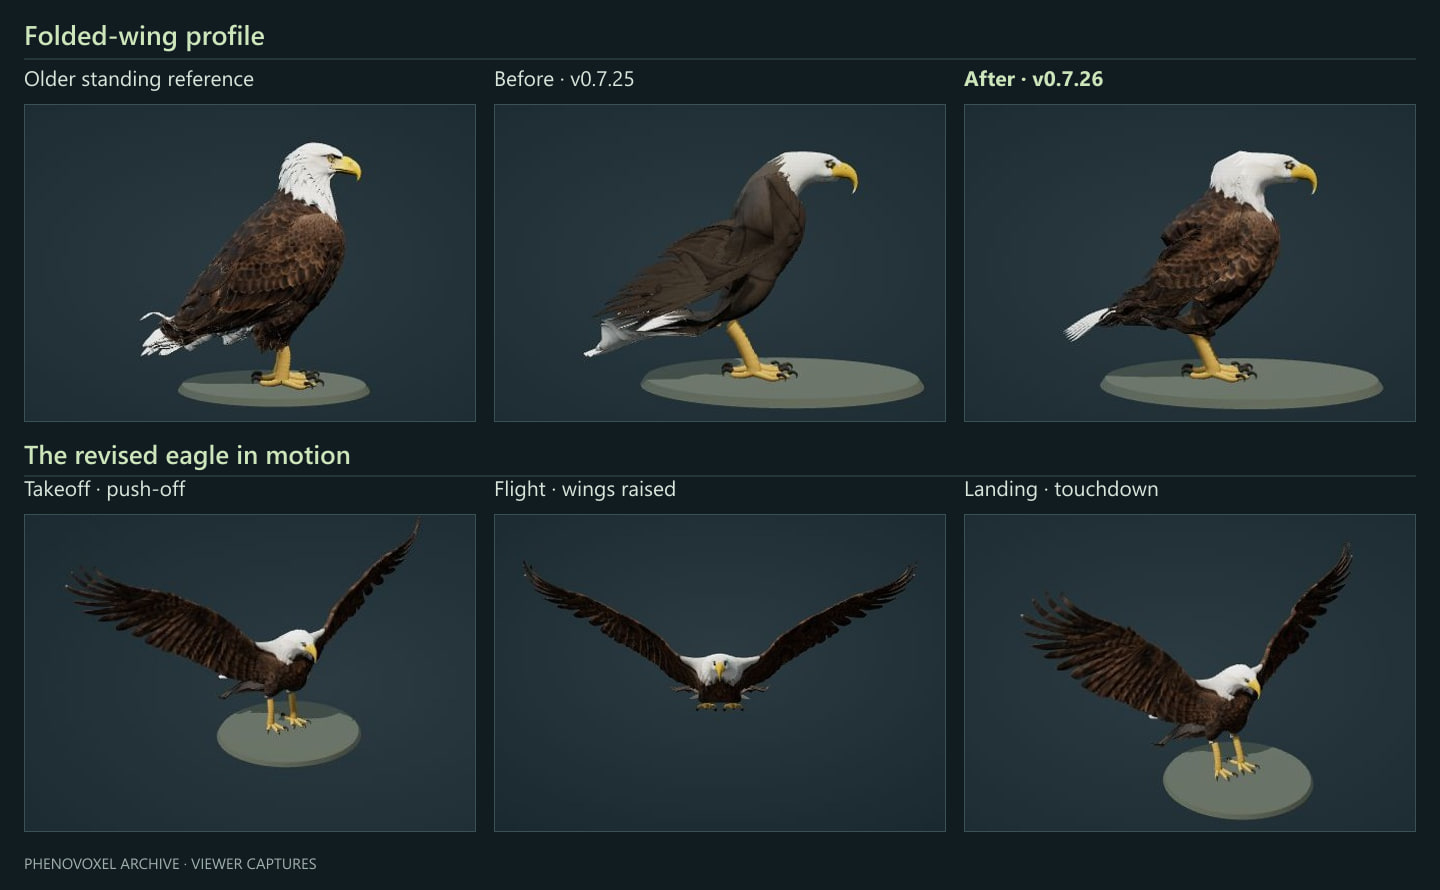 Folded-wing profile
Older standing reference
Before · v0.7.25
After · v0.7.26
The revised eagle in motion
Takeoff · push-off
Flight · wings raised
Landing · touchdown
PHENOVOXEL ARCHIVE · VIEWER CAPTURES